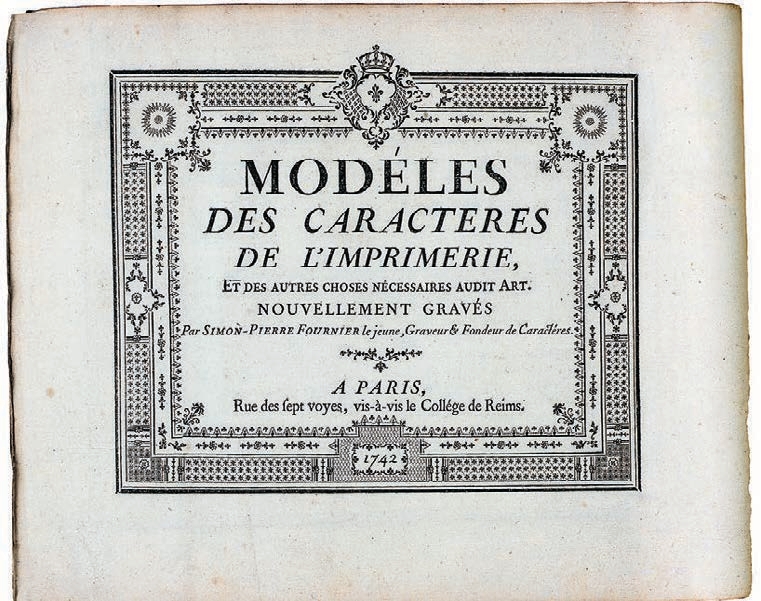 MODÉLES
DES CARACTERES
DE L'IMPRIMERIE,
ET DES AUTRES CHOSES NÉCESSAIRES AUDIT ART.
NOUVELLEMENT GRAVÉS
Par SIMON-PIERRE FOURNIER le jeune, Graveur & Fondeur de Caractéres.
A PARIS,
Rue des ſept voyes, vis-à-vis le Collége de Reims.
1742